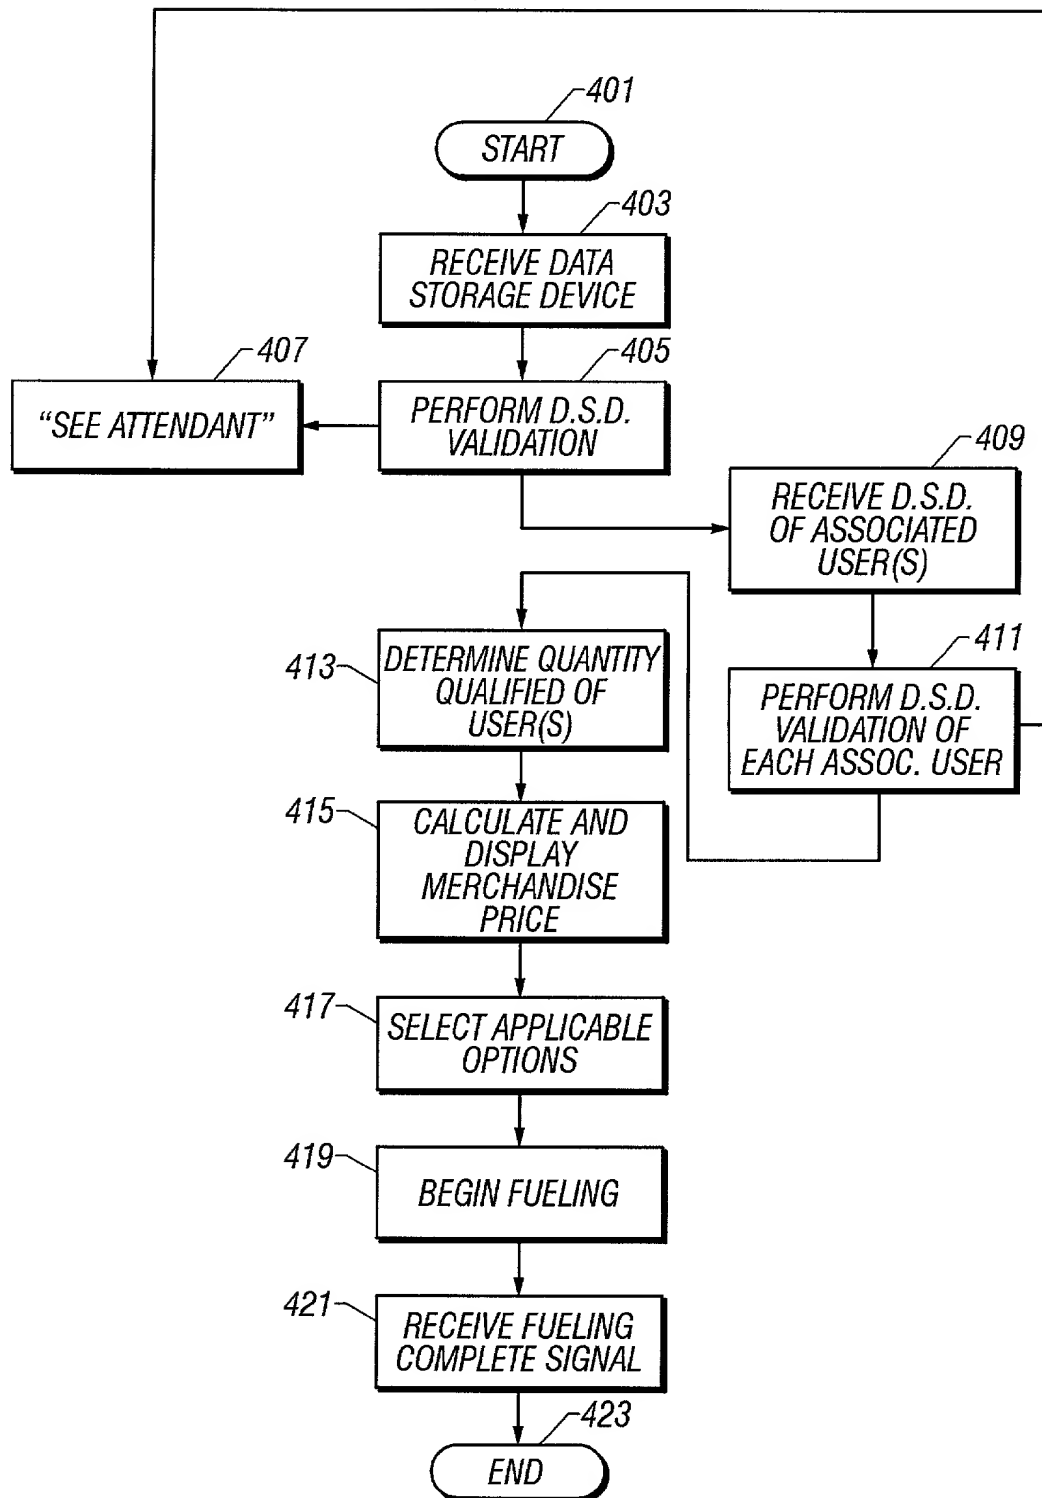 401
START
403
RECEIVE DATA
STORAGE DEVICE
407
405
"SEE ATTENDANT"
PERFORM D.S.D.
VALIDATION
409
RECEIVE D.S.D.
OF ASSOCIATED
USER(S)
413
DETERMINE QUANTITY
QUALIFIED OF
USER(S)
411
PERFORM D.S.D.
VALIDATION OF
EACH ASSOC. USER
415
CALCULATE AND
DISPLAY
MERCHANDISE
PRICE
417
SELECT APPLICABLE
OPTIONS
419
BEGIN FUELING
421
RECEIVE FUELING
COMPLETE SIGNAL
423
END